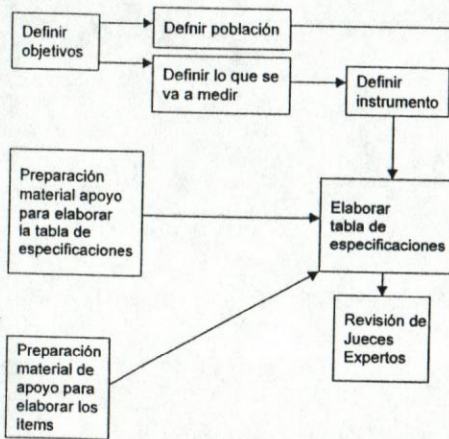 Definir
objetivos
Defnir población
Definir lo que se
va a medir
Definir
instrumento
Preparación
material apoyo
para elaborar
la tabla de
especificaciones
Elaborar
tabla de
especificaciones
Revisión de
Jueces
Expertos
Preparación
material de
apoyo para
elaborar los
items